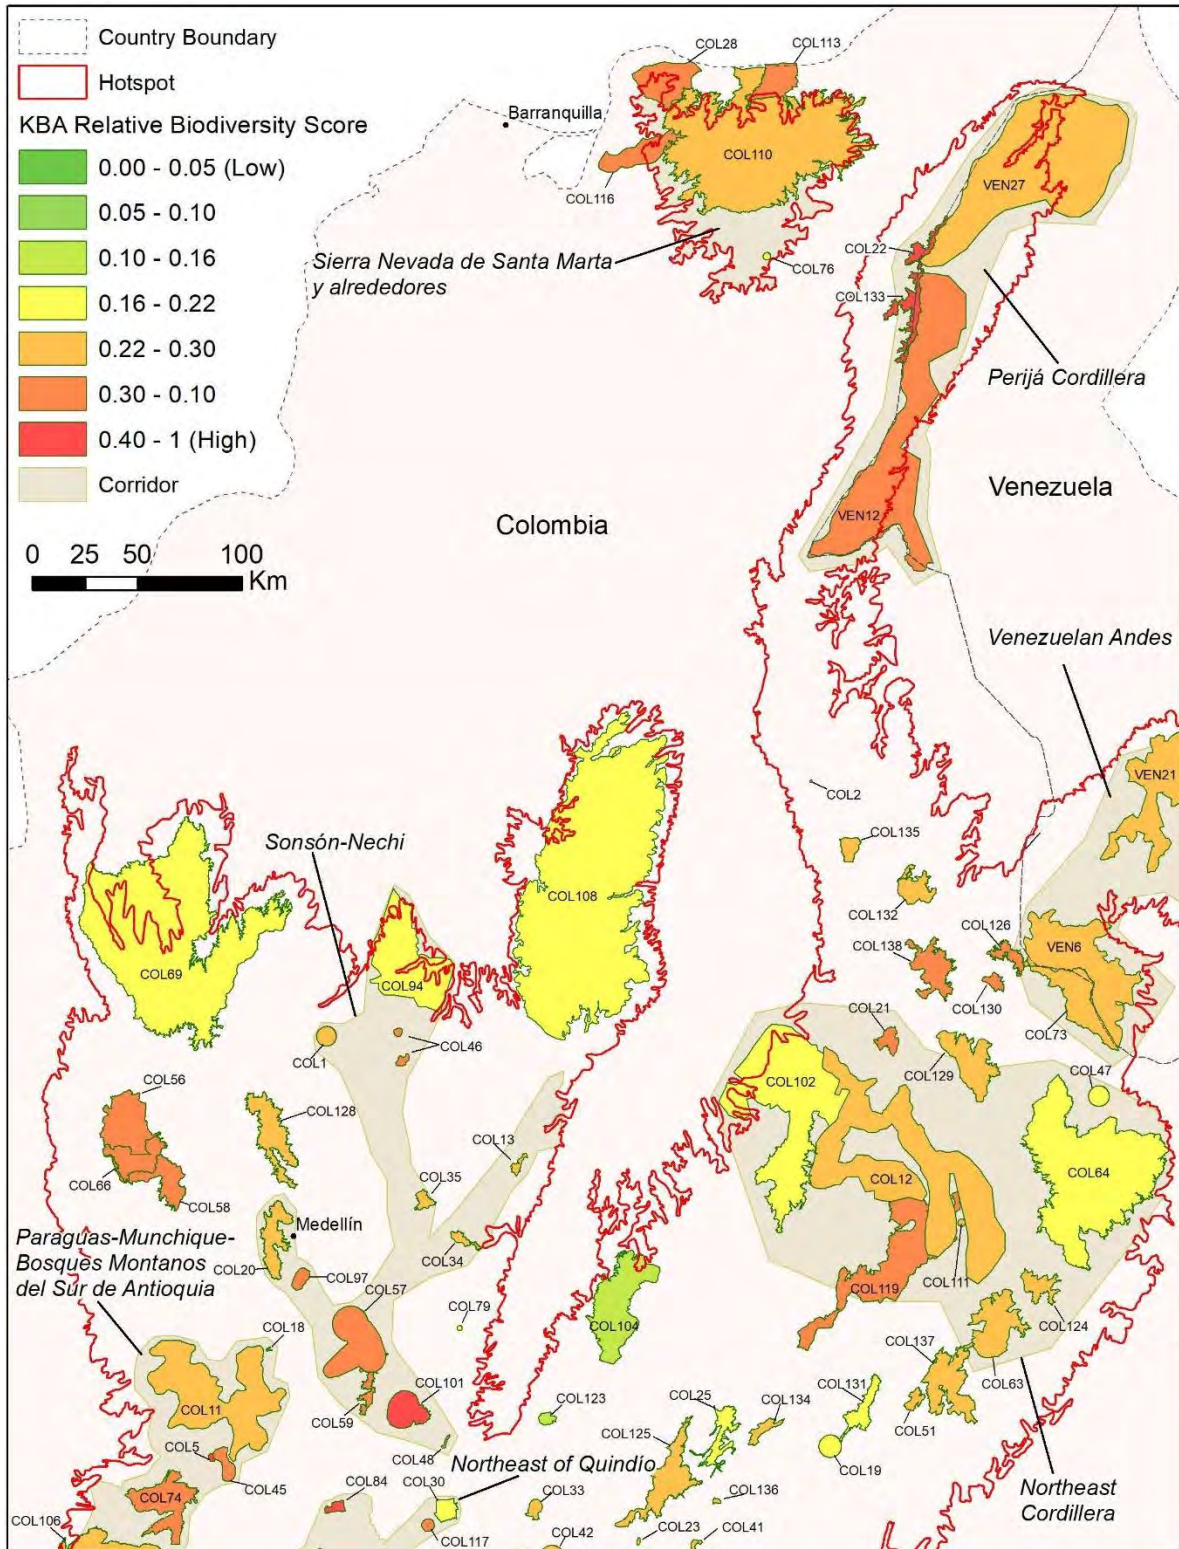 Country Boundary
Hotspot
KBA Relative Biodiversity Score
0.00 - 0.05 (Low)
0.05 - 0.10
0.10 - 0.16
0.16 - 0.22
0.22 - 0.30
0.30 - 0.10
0.40 - 1 (High)
Corridor
0 25 50 100
Km
COL28
COL113
Barranquilla
COL110
COL116
VEN27
COL22
Sierra Nevada de Santa Marta
y alrededores
COL76
COL133
Perijá Cordillera
Venezuela
VEN12
Colombia
Venezuelan Andes
VEN21
COL2
COL135
Sonsón-Nechi
COL108
COL132
COL126
COL138
VEN6
COL69
COL94
COL130
COL21
COL73
COL1
COL46
COL102
COL129
COL47
COL56
COL128
COL13
COL66
COL58
COL35
COL12
COL64
Paraguas-Munchique-
Bosques Montanos
del Sur de Antioquia
Medellín
COL34
COL20
COL97
COL57
COL111
COL119
COL79
COL104
COL18
COL124
COL137
COL63
COL101
COL11
COL59
COL123
COL25
COL134
COL131
COL51
COL125
COL5
COL48
COL45
Northeast of Quindío
COL19
COL74
COL84
COL30
COL33
COL136
Northeast
Cordillera
COL106
COL117
COL42
COL23
COL41